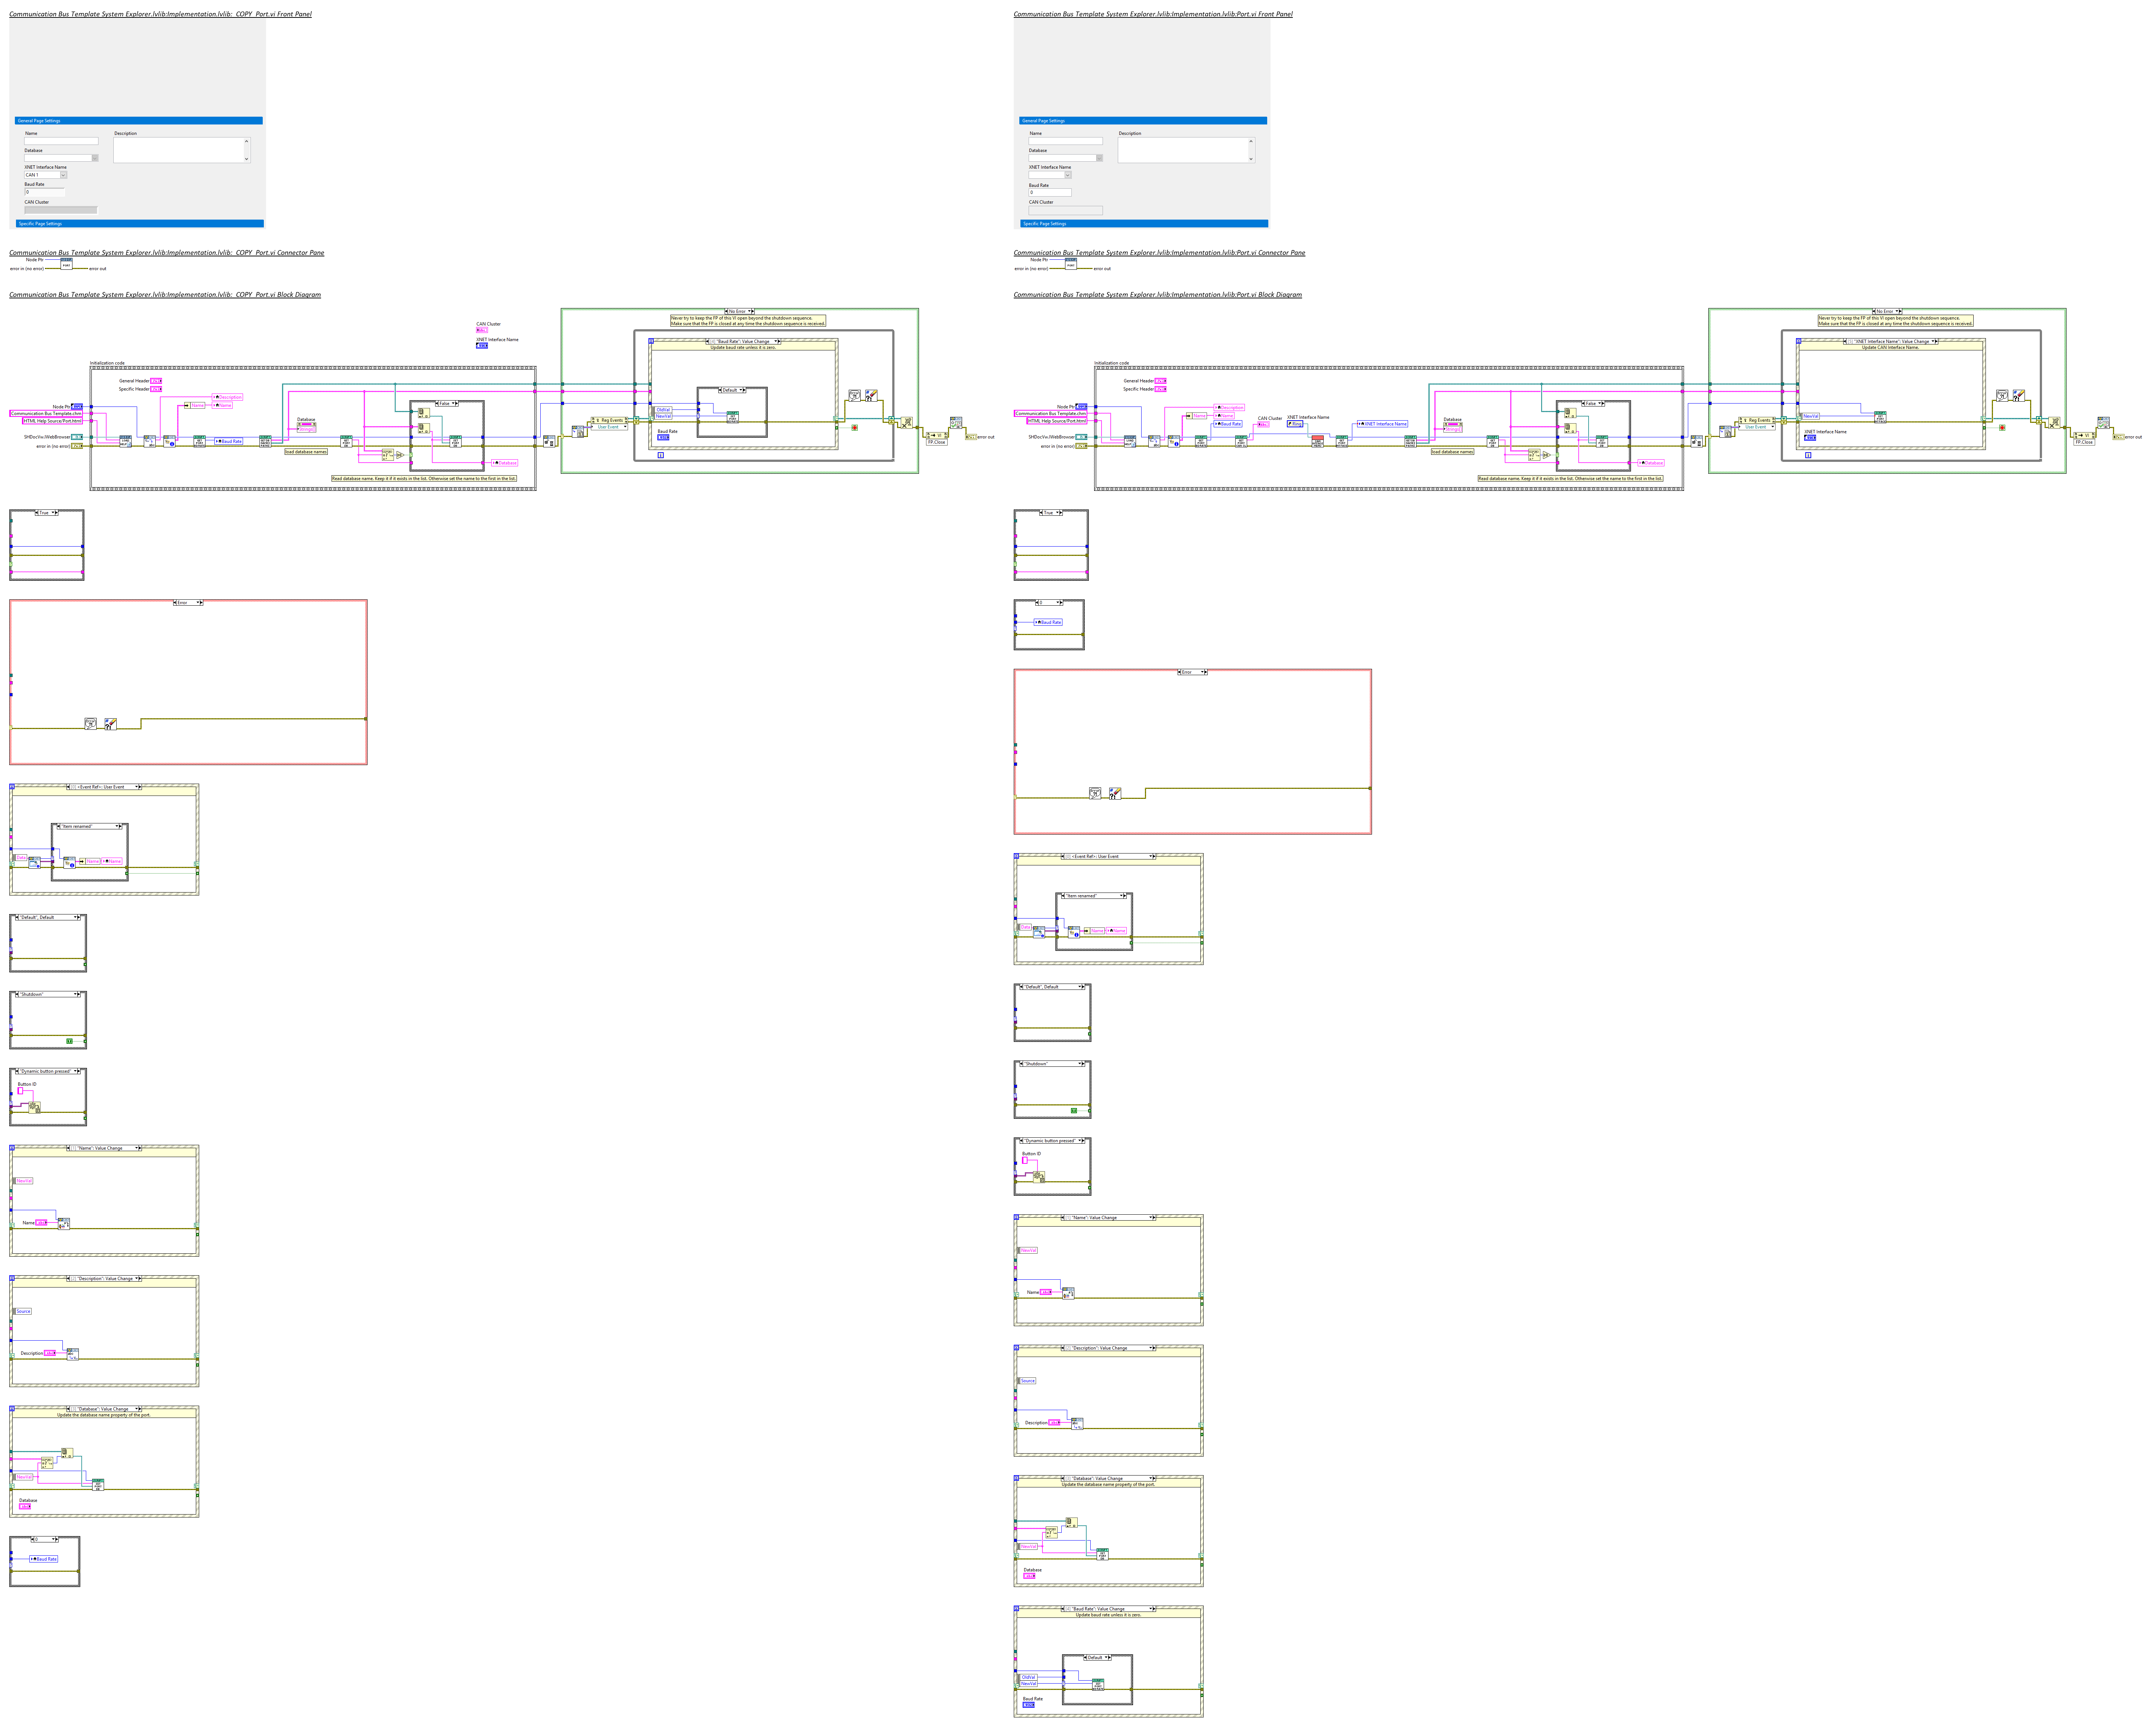 Communication Bus Template System Explorer.lvlib:Implementation.lvlib:_COPY_Port.vi Front Panel
General Page Settings
Name
Description
Database
XNET Interface Name
CAN 1
Baud Rate
0
CAN Cluster
Specific Page Settings
Communication Bus Template System Explorer.lvlib:Implementation.lvlib:_COPY_Port.vi Connector Pane
Node Ptr
error in (no error)
error out
Communication Bus Template System Explorer.lvlib:Implementation.lvlib:_COPY_Port.vi Block Diagram
CAN Cluster
XNET Interface Name
No Error
Never try to keep the FP of this VI open beyond the shutdown sequence.
Make sure that the FP is closed at any time the shutdown sequence is received.
"Baud Rate": Value Change
Update baud rate unless it is zero.
Initialization code
General Header
Specific Header
Node Ptr
Communication Bus Template.chm
HTML Help Source\Port.html
SHDocVw.IWebBrowser
error in (no error)
Description
Name
Name
Baud Rate
Database
Strings[]
load database names
False
Database
Read database name. Keep it if it exists in the list. Otherwise set the name to the first in the list.
Reg Events
User Event
Default
OldVal
NewVal
Baud Rate
FP.Close
error out
True
Error
<Event Ref>: User Event
"Item renamed"
Data
Name
Name
"Default", Default
"Shutdown"
"Dynamic button pressed"
Button ID
"Name": Value Change
NewVal
Name
"Description": Value Change
Source
Description
"Database": Value Change
Update the database name property of the port.
NewVal
Database
0
Baud Rate
Communication Bus Template System Explorer.lvlib:Implementation.lvlib:Port.vi Front Panel
General Page Settings
Name
Description
Database
XNET Interface Name
Baud Rate
0
CAN Cluster
Specific Page Settings
Communication Bus Template System Explorer.lvlib:Implementation.lvlib:Port.vi Connector Pane
Node Ptr
error in (no error)
error out
Communication Bus Template System Explorer.lvlib:Implementation.lvlib:Port.vi Block Diagram
No Error
Never try to keep the FP of this VI open beyond the shutdown sequence.
Make sure that the FP is closed at any time the shutdown sequence is received.
"XNET Interface Name": Value Change
Update CAN Interface Name.
Initialization code
General Header
Specific Header
Node Ptr
Communication Bus Template.chm
HTML Help Source\Port.html
SHDocVw.IWebBrowser
error in (no error)
Description
Name
Name
Baud Rate
CAN Cluster
XNET Interface Name
Ring
XNET Interface Name
Database
Strings[]
load database names
False
Database
Read database name. Keep it if it exists in the list. Otherwise set the name to the first in the list.
Reg Events
User Event
NewVal
XNET Interface Name
FP.Close
error out
True
0
Baud Rate
Error
<Event Ref>: User Event
"Item renamed"
Data
Name
Name
"Default", Default
"Shutdown"
"Dynamic button pressed"
Button ID
"Name": Value Change
NewVal
Name
"Description": Value Change
Source
Description
"Database": Value Change
Update the database name property of the port.
NewVal
Database
"Baud Rate": Value Change
Update baud rate unless it is zero.
Default
OldVal
NewVal
Baud Rate